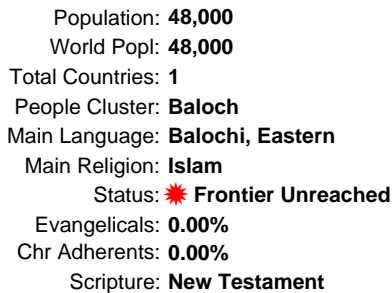 Population: 48,000
World Popl: 48,000
Total Countries: 1
People Cluster: Baloch
Main Language: Balochi, Eastern
Main Religion: Islam
Status: Frontier Unreached
Evangelicals: 0.00%
Chr Adherents: 0.00%
Scripture: New Testament